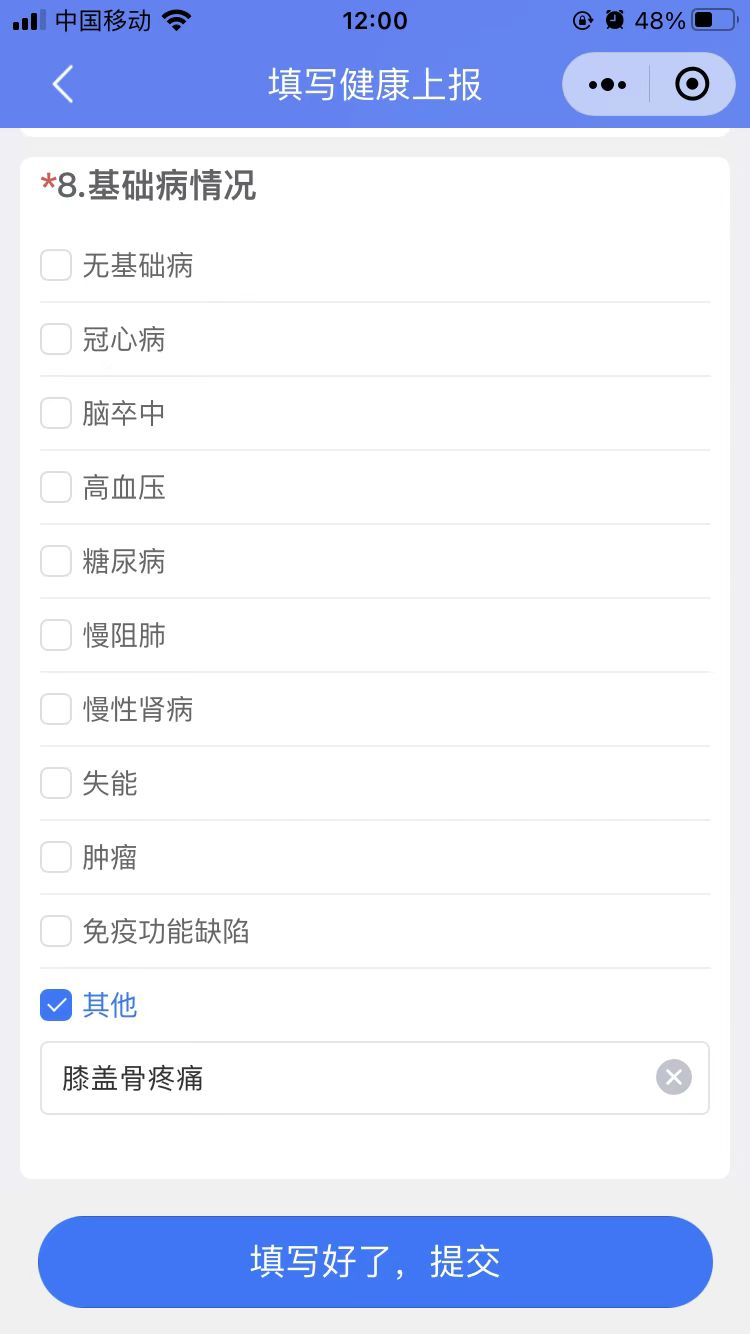 中国移动 12:00 48%
填写健康上报
*8.基础病情况
无基础病
冠心病
脑卒中
高血压
糖尿病
慢阻肺
慢性肾病
失能
肿瘤
免疫功能缺陷
其他
膝盖骨疼痛
填写好了，提交